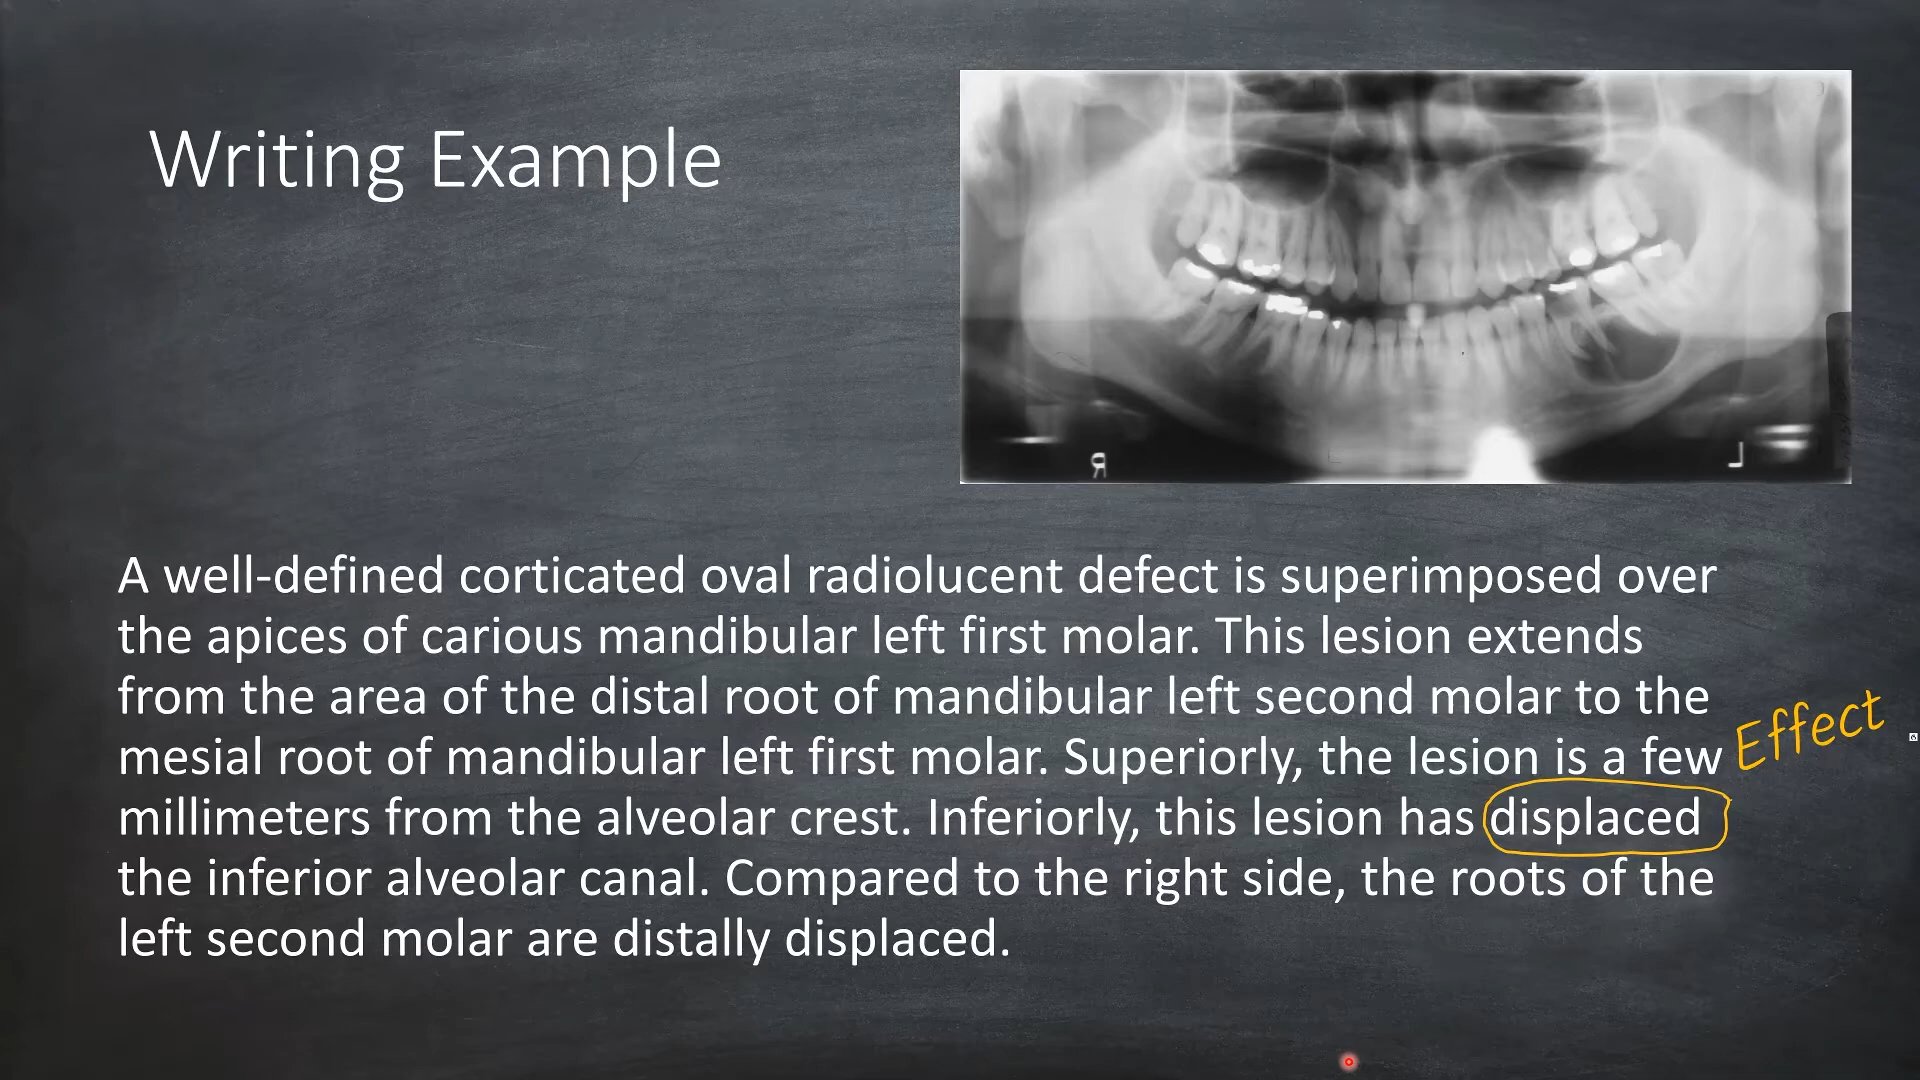 Writing Example
R
L
A well-defined corticated oval radiolucent defect is superimposed over
the apices of carious mandibular left first molar. This lesion extends
from the area of the distal root of mandibular left second molar to the
mesial root of mandibular left first molar. Superiorly, the lesion is a few
Effect
millimeters from the alveolar crest. Inferiorly, this lesion has displaced
the inferior alveolar canal. Compared to the right side, the roots of the
left second molar are distally displaced.